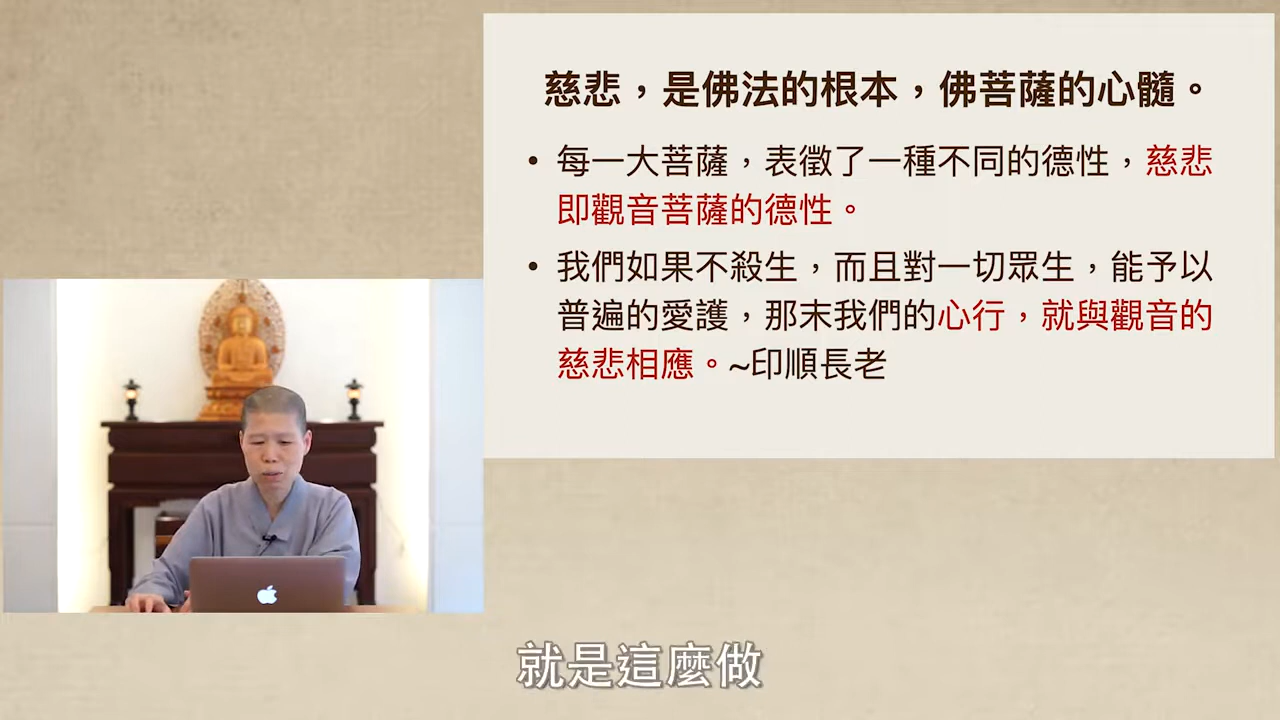 慈悲，是佛法的根本，佛菩薩的心髓。
• 每一大菩薩，表徵了一種不同的德性，慈悲
即觀音菩薩的德性。
• 我們如果不殺生，而且對一切眾生，能予以
普遍的愛護，那末我們的心行，就與觀音的
慈悲相應。~印順長老
就是這麼做